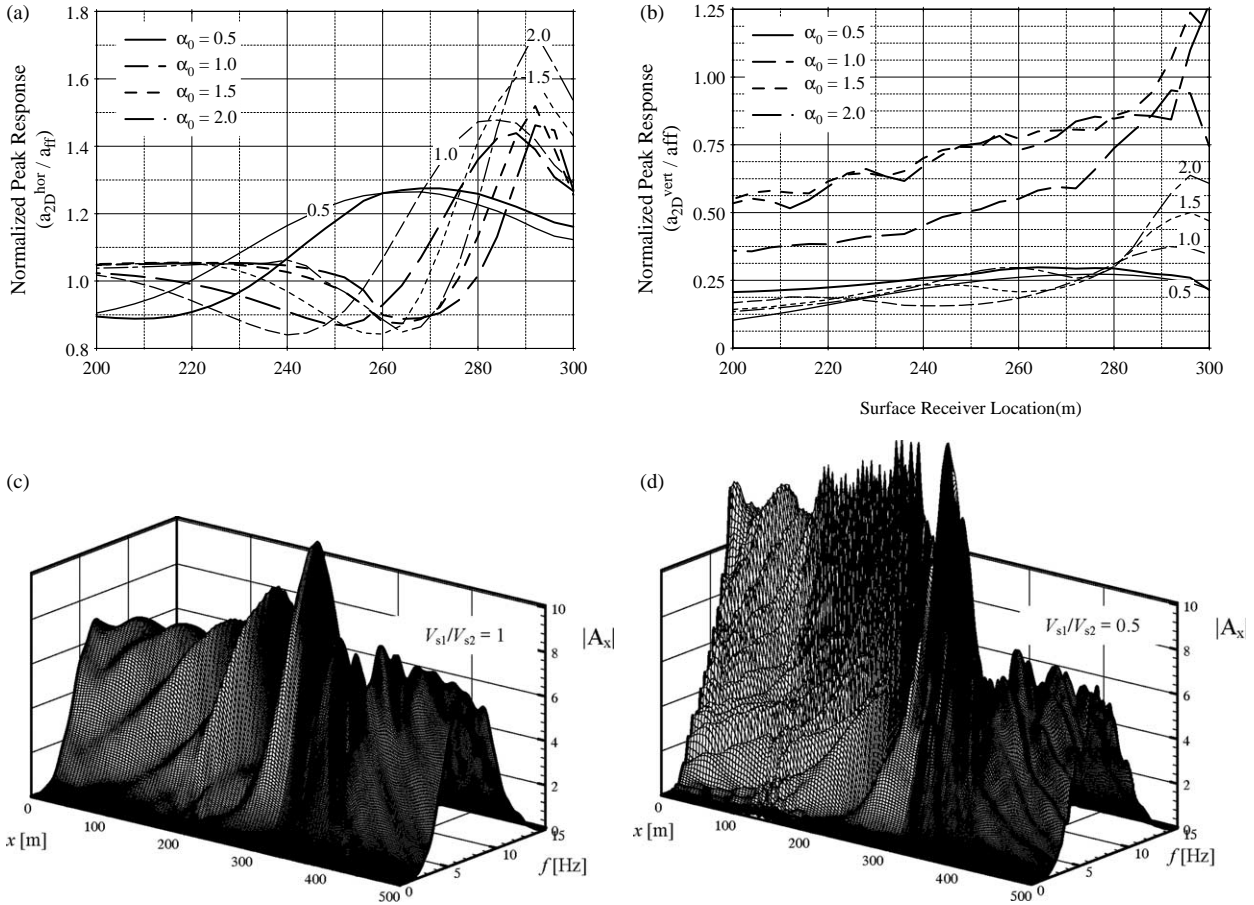 (a)
1.8
1.6
1.4
1.2
1.0
0.8
Normalized Peak Response
(a2D^hor / aff)
α0 = 0.5
α0 = 1.0
α0 = 1.5
α0 = 2.0
2.0
1.5
1.0
0.5
200 220 240 260 280 300
(b)
1.25
1.00
0.75
0.50
0.25
0
Normalized Peak Response
(a2D^vert / aff)
α0 = 0.5
α0 = 1.0
α0 = 1.5
α0 = 2.0
2.0
1.5
1.0
0.5
200 220 240 260 280 300
Surface Receiver Location(m)
(c)
Vs1/Vs2 = 1
10
8
6
4
2
0
|Ax|
0 100 200 300 400 500
x [m]
0 5 10 15
f [Hz]
(d)
Vs1/Vs2 = 0.5
10
8
6
4
2
0
|Ax|
0 100 200 300 400 500
x [m]
0 5 10 15
f [Hz]